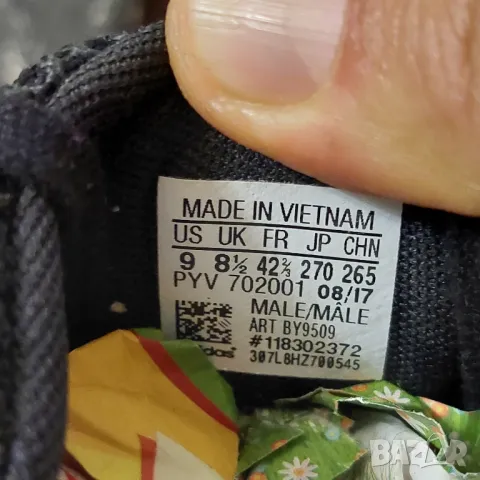 MADE IN VIETNAM
US UK FR JP CHN
9 8½ 42⅔ 270 265
PYV 702001 08/17
MALE/MÂLE
ART BY9509
adidas #118302372
307L8HZ700545
BAZAR